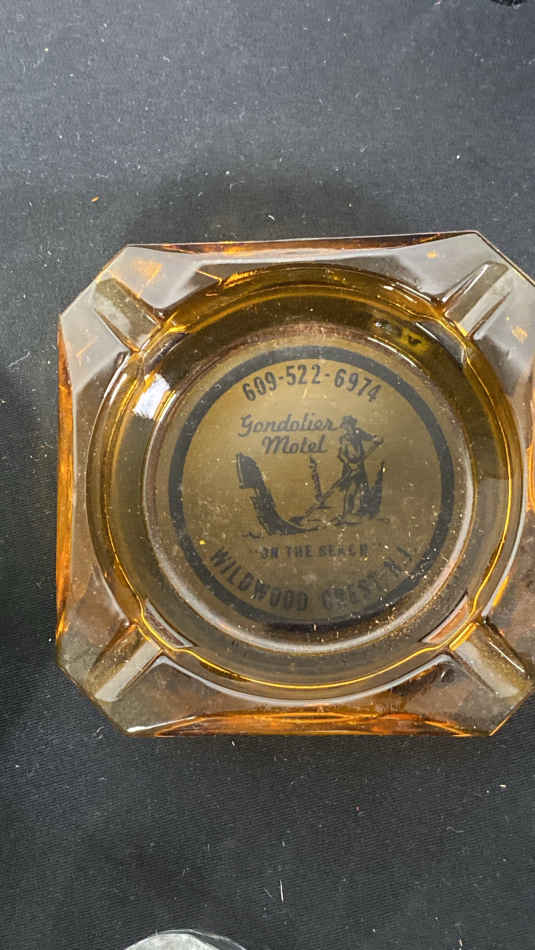 609-522-6974
Gondolier
Motel
"ON THE BEACH"
WILDWOOD CREST N.J.